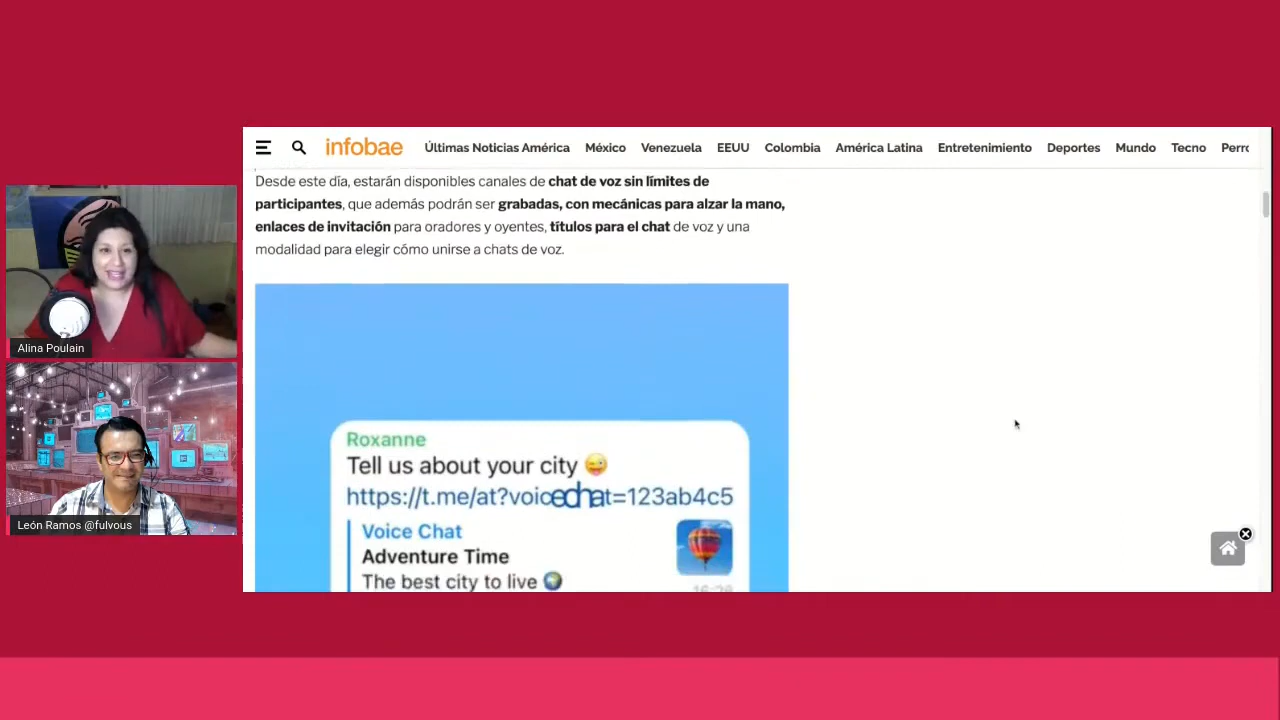 infobae
Últimas Noticias América
México
Venezuela
EEUU
Colombia
América Latina
Entretenimiento
Deportes
Mundo
Tecno
Perro
Desde este día, estarán disponibles canales de chat de voz sin límites de
participantes, que además podrán ser grabadas, con mecánicas para alzar la mano,
enlaces de invitación para oradores y oyentes, títulos para el chat de voz y una
modalidad para elegir cómo unirse a chats de voz.
Alina Poulain
León Ramos @fulvous
Roxanne
Tell us about your city 😜
https://t.me/at?voicechat=123ab4c5
Voice Chat
Adventure Time
The best city to live 🌍